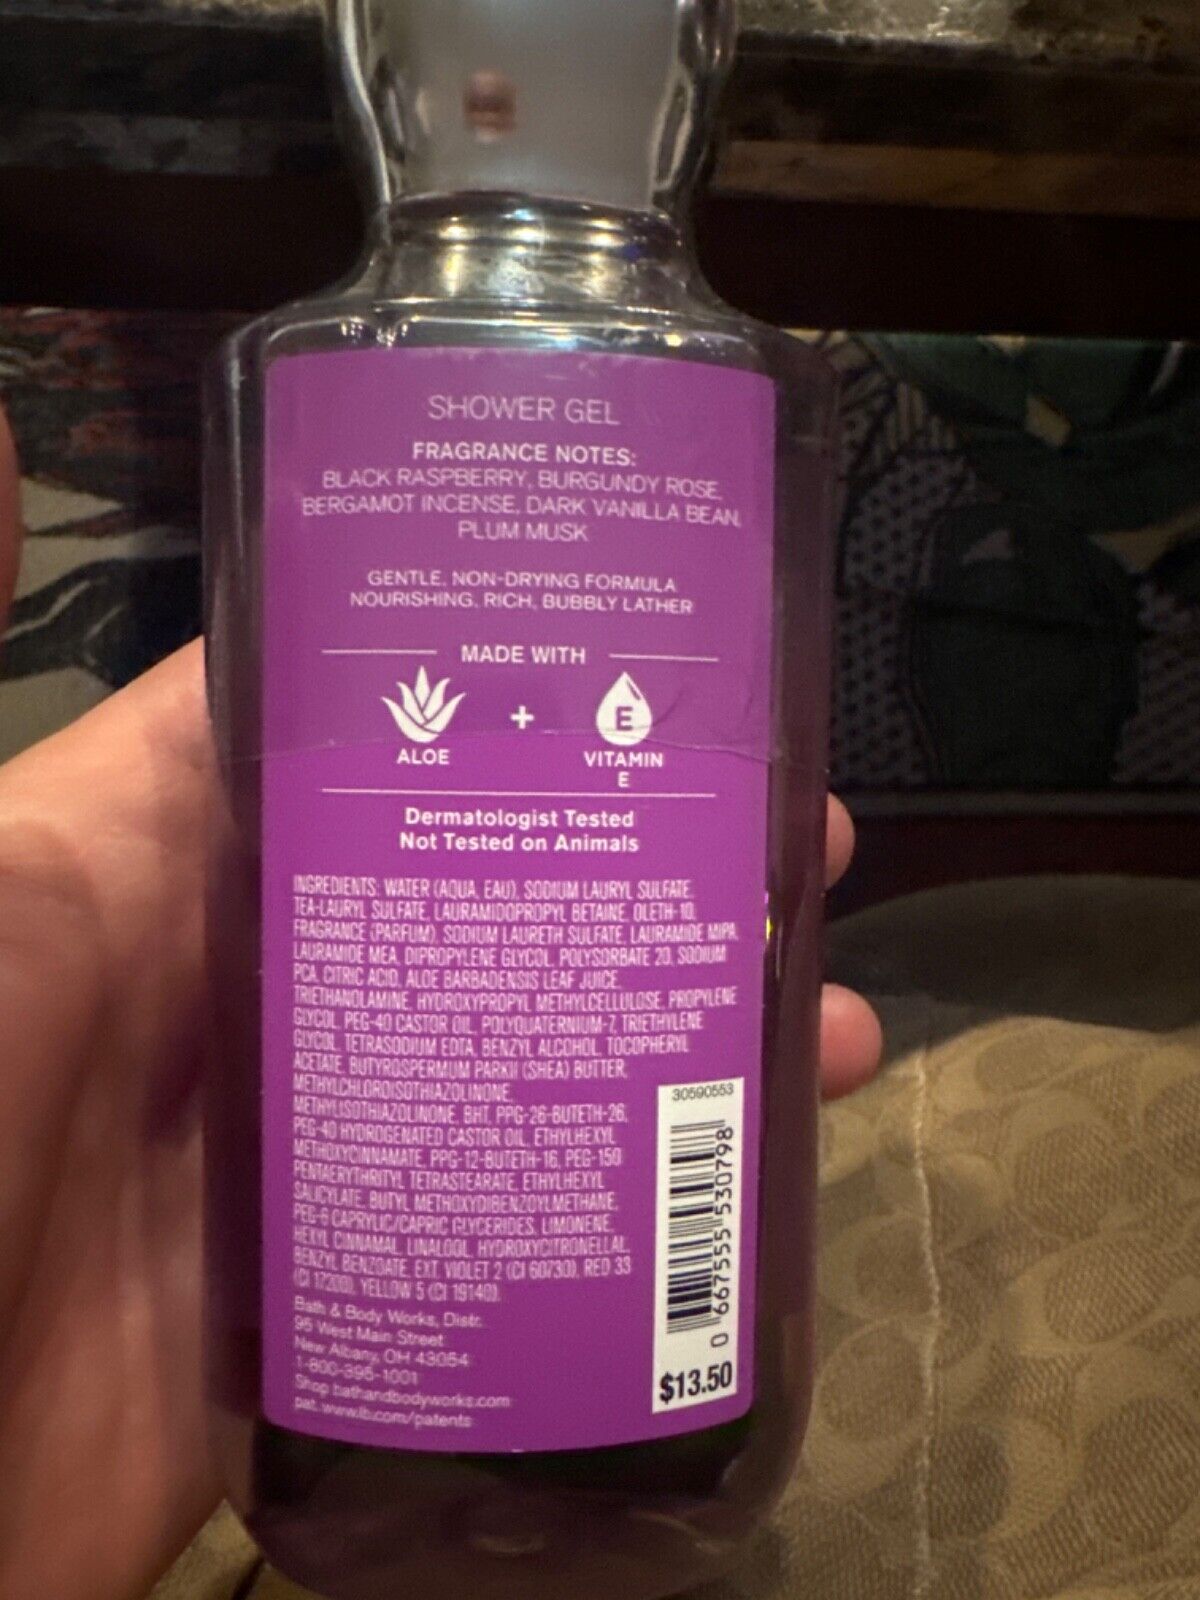 SHOWER GEL
FRAGRANCE NOTES:
BLACK RASPBERRY, BURGUNDY ROSE,
BERGAMOT INCENSE, DARK VANILLA BEAN,
PLUM MUSK
GENTLE, NON-DRYING FORMULA
NOURISHING, RICH, BUBBLY LATHER
MADE WITH
+
E
ALOE
VITAMIN
E
Dermatologist Tested
Not Tested on Animals
INGREDIENTS: WATER (AQUA, EAU), SODIUM LAURYL SULFATE,
TEA-LAURYL SULFATE, LAURAMIDOPROPYL BETAINE, OLETH-10,
FRAGRANCE (PARFUM), SODIUM LAURETH SULFATE, LAURAMIDE MIPA,
LAURAMIDE MEA, DIPROPYLENE GLYCOL, POLYSORBATE 20, SODIUM
PCA, CITRIC ACID, ALOE BARBADENSIS LEAF JUICE,
TRIETHANOLAMINE, HYDROXYPROPYL METHYLCELLULOSE, PROPYLENE
GLYCOL, PEG-40 CASTOR OIL, POLYQUATERNIUM-7, TRIETHYLENE
GLYCOL, TETRASODIUM EDTA, BENZYL ALCOHOL, TOCOPHERYL
ACETATE, BUTYROSPERMUM PARKII (SHEA) BUTTER,
METHYLCHLOROISOTHIAZOLINONE,
METHYLISOTHIAZOLINONE, BHT, PPG-26-BUTETH-26,
PEG-40 HYDROGENATED CASTOR OIL, ETHYLHEXYL
METHOXYCINNAMATE, PPG-12-BUTETH-16, PEG-150
PENTAERYTHRITYL TETRASTEARATE, ETHYLHEXYL
SALICYLATE, BUTYL METHOXYDIBENZOYLMETHANE,
PEG-6 CAPRYLIC/CAPRIC GLYCERIDES, LIMONENE,
HEXYL CINNAMAL, LINALOOL, HYDROXYCITRONELLAL,
BENZYL BENZOATE, EXT. VIOLET 2 (CI 60730), RED 33
(CI 17200), YELLOW 5 (CI 19140).
Bath & Body Works, Distr.
95 West Main Street
New Albany, OH 43054
1-800-395-1001
Shop bathandbodyworks.com
pat. www.lb.com/patents
30590553
0 667555 530798
$13.50